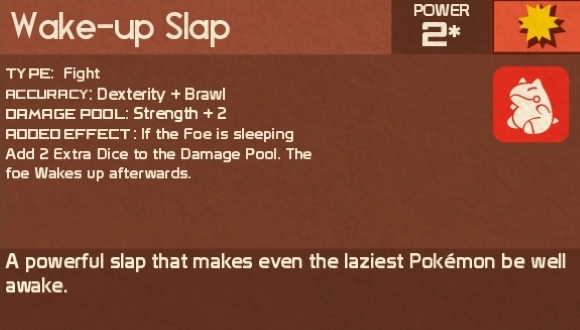 Wake-up Slap
POWER
2*
TYPE: Fight
ACCURACY: Dexterity + Brawl
DAMAGE POOL: Strength + 2
ADDED EFFECT : If the Foe is sleeping
Add 2 Extra Dice to the Damage Pool. The
foe Wakes up afterwards.
A powerful slap that makes even the laziest Pokémon be well
awake.